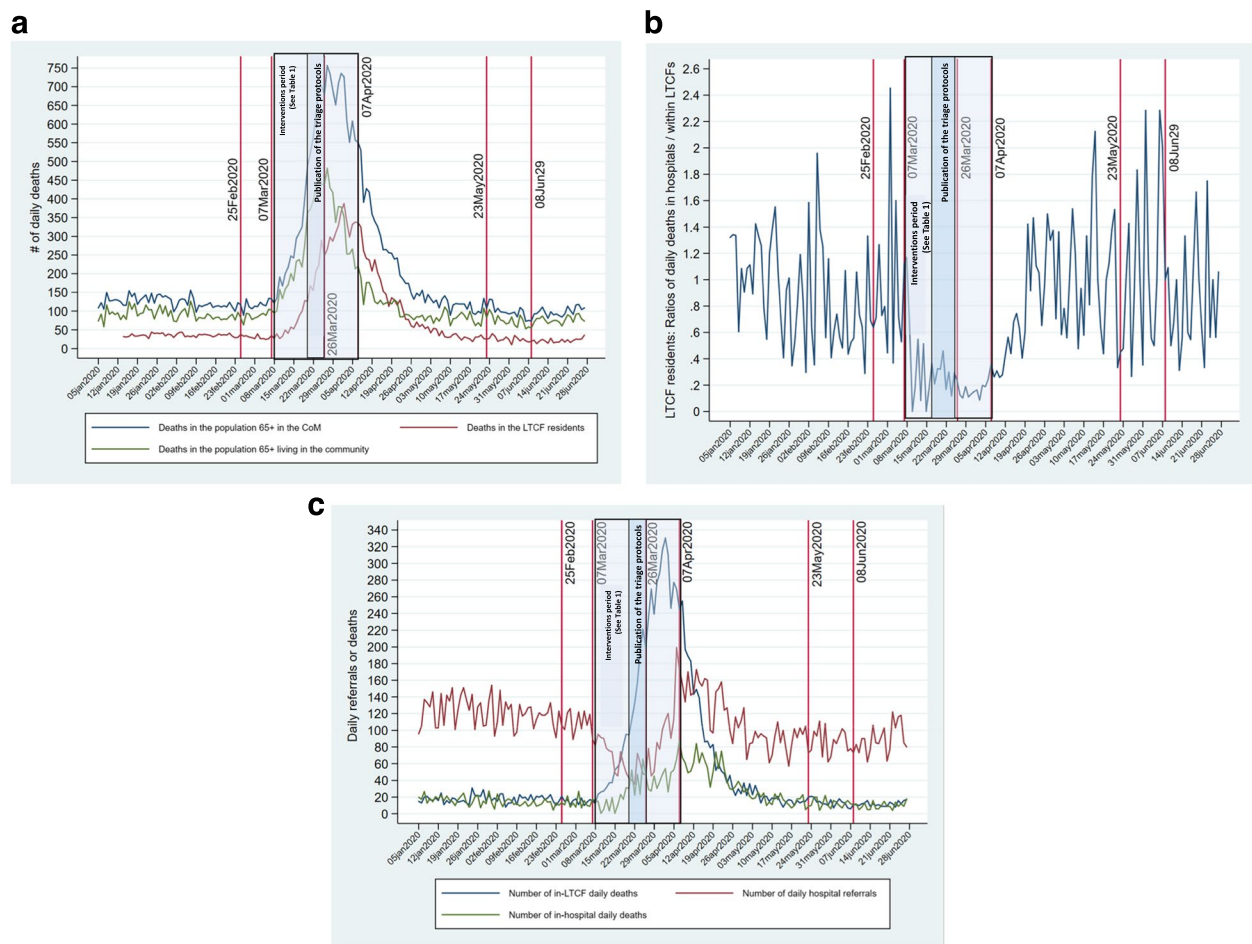 a
# of daily deaths
750
700
650
600
550
500
450
400
350
300
250
200
150
100
50
0
25Feb2020
07Mar2020
Interventions period
(See Table 1)
Publication of the triage protocols
26Mar2020
07Apr2020
23May2020
08Jun29
05jan2020
12jan2020
19jan2020
26jan2020
02feb2020
09feb2020
16feb2020
23feb2020
01mar2020
08mar2020
15mar2020
22mar2020
29mar2020
05apr2020
12apr2020
19apr2020
26apr2020
03may2020
10may2020
17may2020
24may2020
31may2020
07jun2020
14jun2020
21jun2020
28jun2020
Deaths in the population 65+ in the CoM
Deaths in the LTCF residents
Deaths in the population 65+ living in the community
b
LTCF residents: Ratios of daily deaths in hospitals / within LTCFs
2.6
2.4
2.2
2
1.8
1.6
1.4
1.2
1
.8
.6
.4
.2
0
25Feb2020
07Mar2020
Interventions period
(See Table 1)
Publication of the triage protocols
26Mar2020
07Apr2020
23May2020
08Jun29
05jan2020
12jan2020
19jan2020
26jan2020
02feb2020
09feb2020
16feb2020
23feb2020
01mar2020
08mar2020
15mar2020
22mar2020
29mar2020
05apr2020
12apr2020
19apr2020
26apr2020
03may2020
10may2020
17may2020
24may2020
31may2020
07jun2020
14jun2020
21jun2020
28jun2020
c
Daily referrals or deaths
340
320
300
280
260
240
220
200
180
160
140
120
100
80
60
40
20
0
25Feb2020
07Mar2020
Interventions period
(See Table 1)
Publication of the triage protocols
26Mar2020
07Apr2020
23May2020
08Jun2020
05jan2020
12jan2020
19jan2020
26jan2020
02feb2020
09feb2020
16feb2020
23feb2020
01mar2020
08mar2020
15mar2020
22mar2020
29mar2020
05apr2020
12apr2020
19apr2020
26apr2020
03may2020
10may2020
17may2020
24may2020
31may2020
07jun2020
14jun2020
21jun2020
28jun2020
Number of in-LTCF daily deaths
Number of daily hospital referrals
Number of in-hospital daily deaths